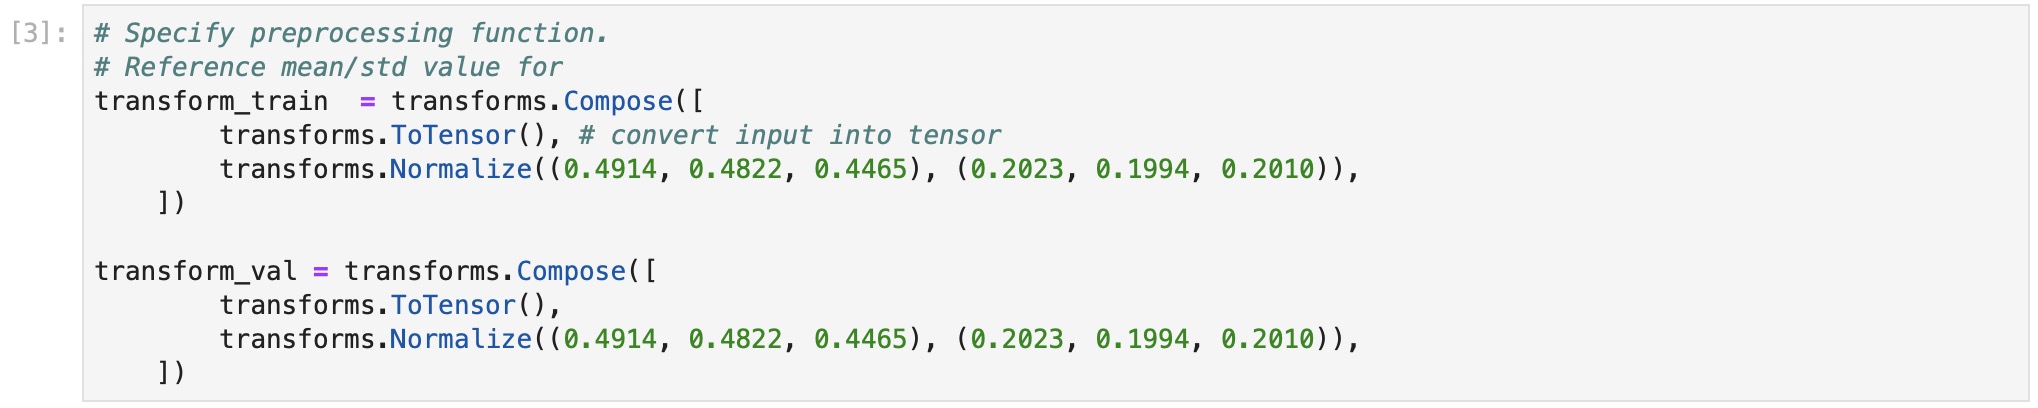 [3]: # Specify preprocessing function.
# Reference mean/std value for
transform_train  = transforms.Compose([
        transforms.ToTensor(), # convert input into tensor
        transforms.Normalize((0.4914, 0.4822, 0.4465), (0.2023, 0.1994, 0.2010)),
    ])

transform_val = transforms.Compose([
        transforms.ToTensor(),
        transforms.Normalize((0.4914, 0.4822, 0.4465), (0.2023, 0.1994, 0.2010)),
    ])